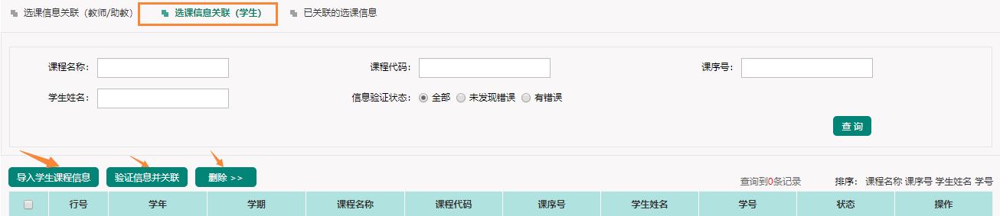 选课信息关联（教师/助教） 选课信息关联（学生） 已关联的选课信息
课程名称： 课程代码： 课序号：
学生姓名： 信息验证状态： 全部 未发现错误 有错误
查 询
导入学生课程信息 验证信息并关联 删除 >> 查询到0条记录 排序： 课程名称 课序号 学生姓名 学号
行号 学年 学期 课程名称 课程代码 课序号 学生姓名 学号 状态 操作